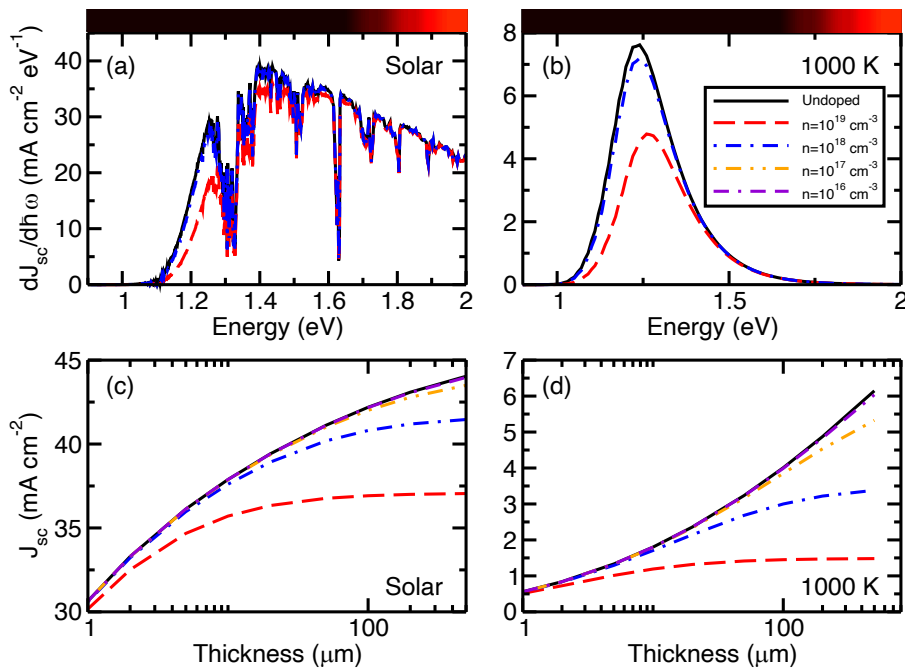 (a)
Solar
dJsc/dħω (mA cm⁻² eV⁻¹)
0
10
20
30
40
1
1.2
1.4
1.6
1.8
2
Energy (eV)
(b)
1000 K
Undoped
n=10¹⁹ cm⁻³
n=10¹⁸ cm⁻³
n=10¹⁷ cm⁻³
n=10¹⁶ cm⁻³
0
2
4
6
8
1
1.5
2
Energy (eV)
(c)
Solar
Jsc (mA cm⁻²)
30
35
40
45
1
100
Thickness (μm)
(d)
1000 K
0
1
2
3
4
5
6
7
1
100
Thickness (μm)